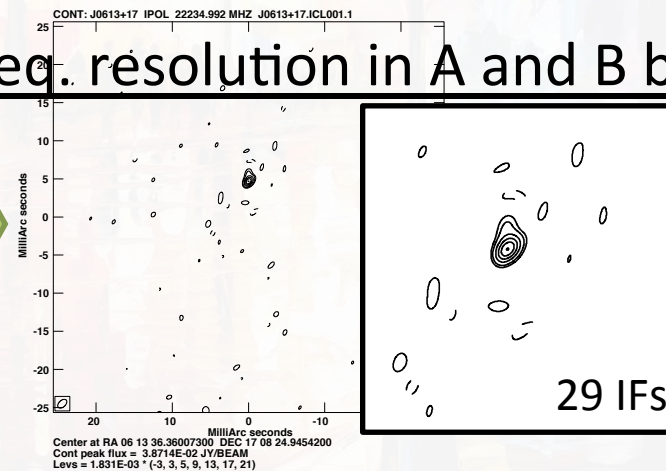 CONT: J0613+17 IPOL 22234.992 MHZ J0613+17.ICL001.1
eq. resolution in A and B b
25
20
15
10
5
0
-5
-10
-15
-20
-25
MilliArc seconds
20 10 0 -10
MilliArc seconds
Center at RA 06 13 36.36007300 DEC 17 08 24.9454200
Cont peak flux = 3.8714E-02 JY/BEAM
Levs = 1.831E-03 * (-3, 3, 5, 9, 13, 17, 21)
29 IFs